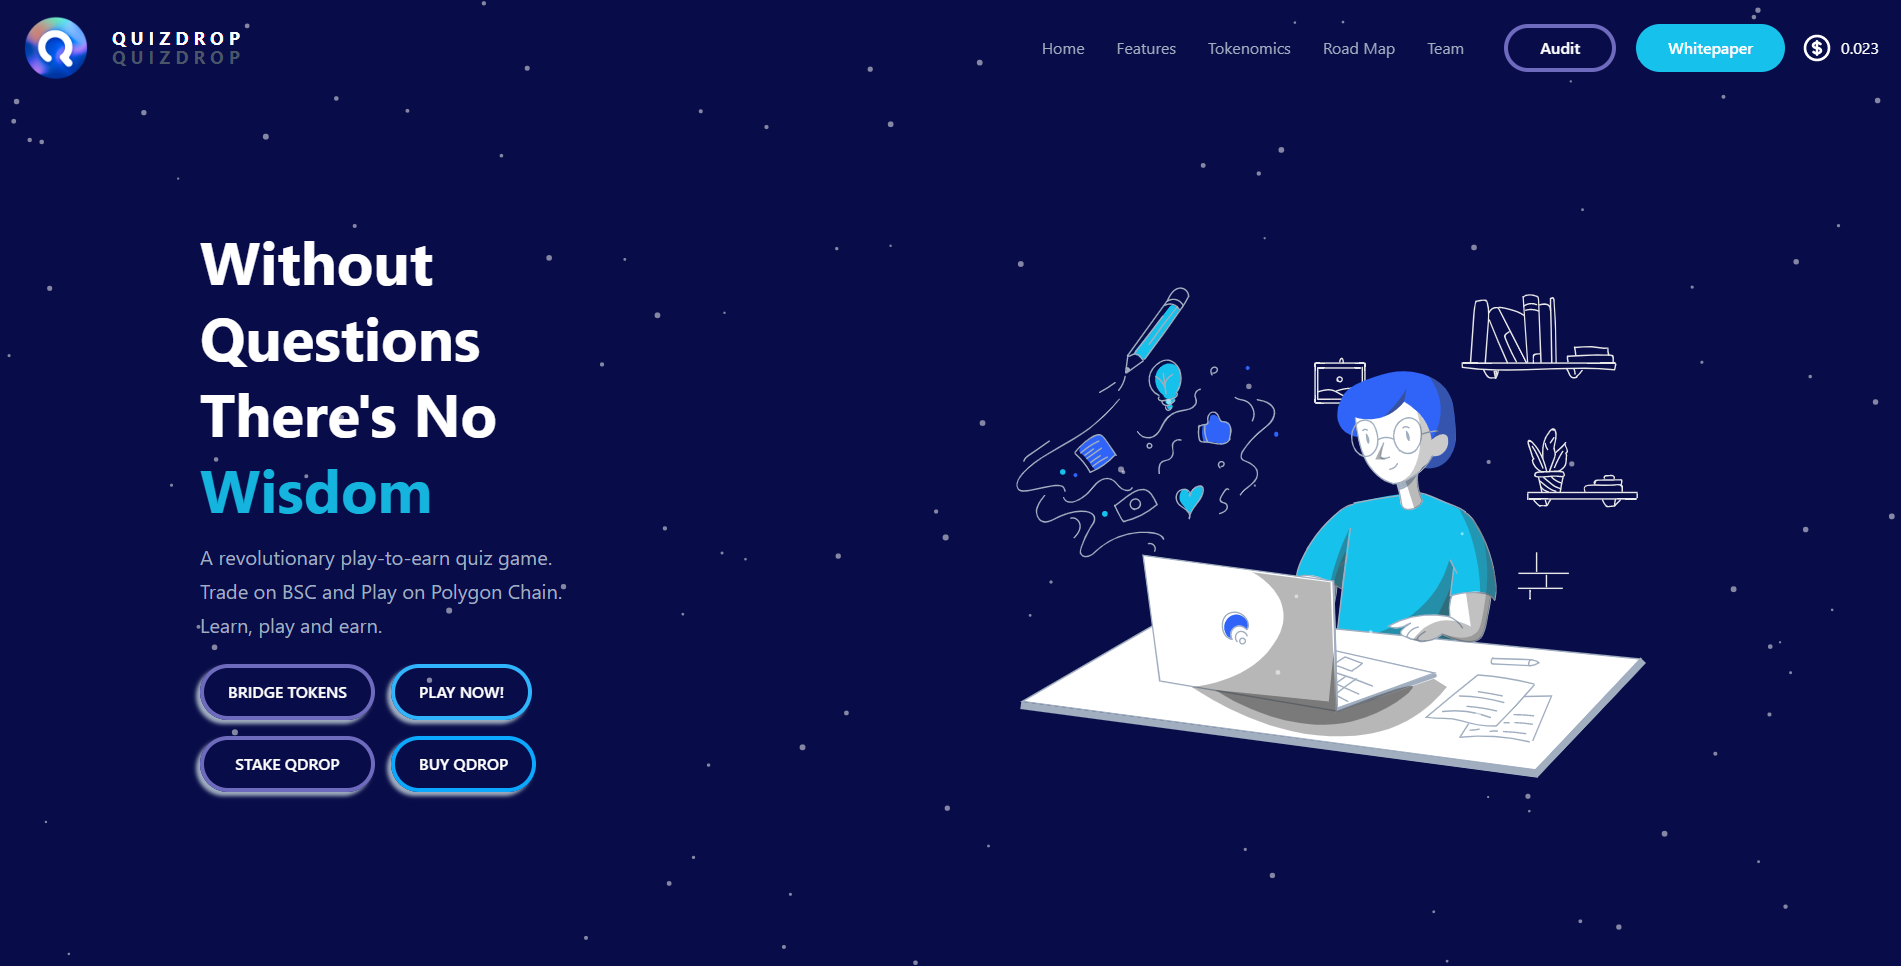 QUIZDROP
QUIZDROP
Home Features Tokenomics Road Map Team Audit Whitepaper $ 0.023
Without
Questions
There's No
Wisdom
A revolutionary play-to-earn quiz game.
Trade on BSC and Play on Polygon Chain.
Learn, play and earn.
BRIDGE TOKENS PLAY NOW!
STAKE QDROP BUY QDROP